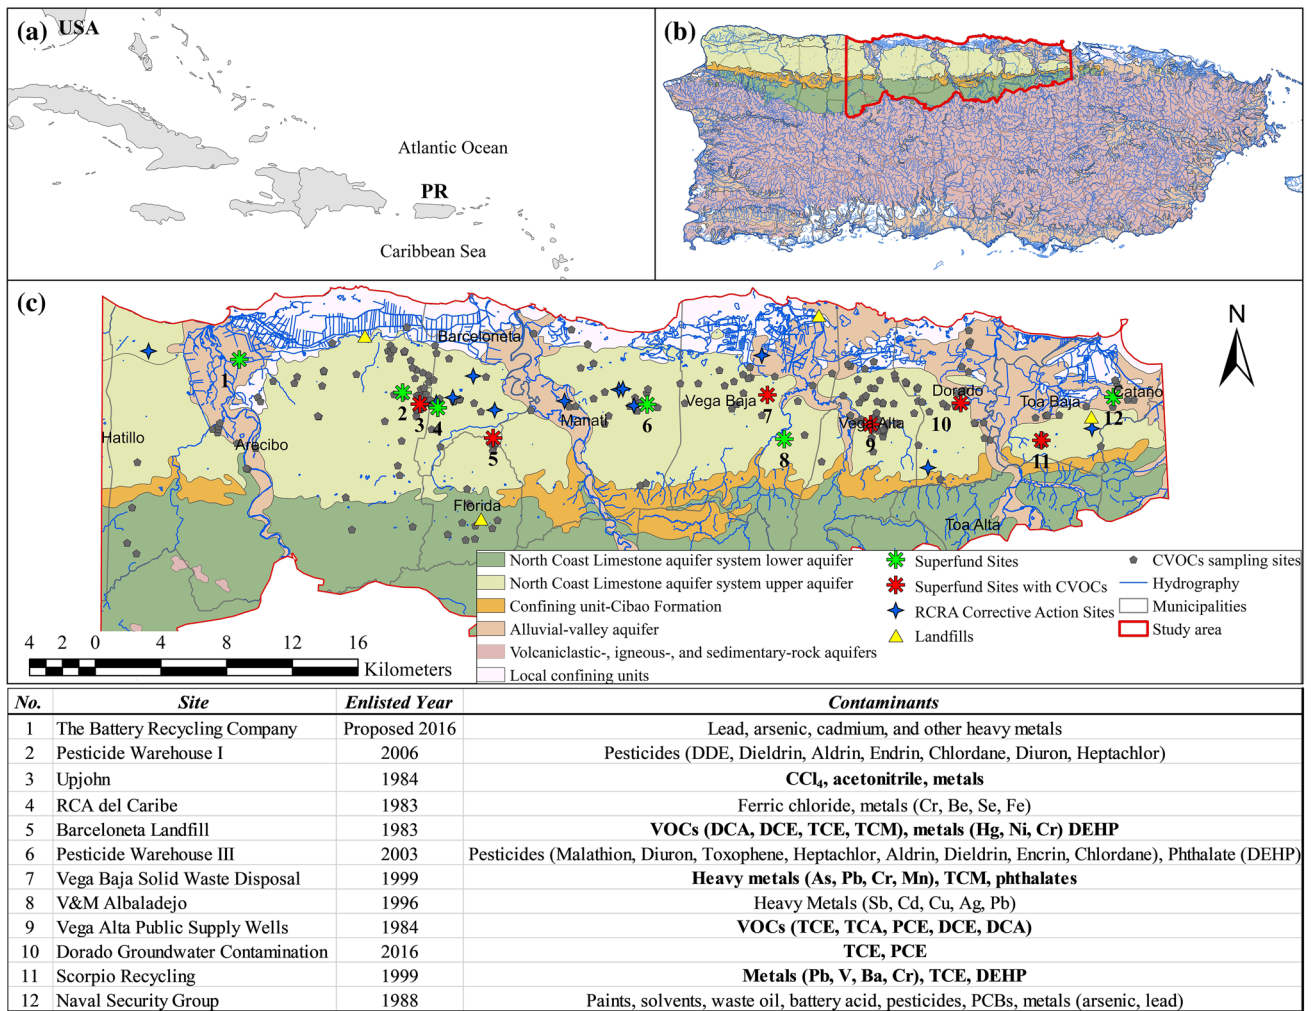 (a)
USA
Atlantic Ocean
PR
Caribbean Sea
(b)
(c)
N
Barceloneta
1
2
3
4
5
6
Vega Baja
7
8
Vega Alta
9
Dorado
10
Toa Baja
11
Cataño
12
Hatillo
Arecibo
Manatí
Florida
Toa Alta
North Coast Limestone aquifer system lower aquifer
North Coast Limestone aquifer system upper aquifer
Confining unit-Cibao Formation
Alluvial-valley aquifer
Volcaniclastic-, igneous-, and sedimentary-rock aquifers
Local confining units
Superfund Sites
Superfund Sites with CVOCs
RCRA Corrective Action Sites
Landfills
CVOCs sampling sites
Hydrography
Municipalities
Study area
4 2 0 4 8 12 16
Kilometers
No. Site Enlisted Year Contaminants
1 The Battery Recycling Company Proposed 2016 Lead, arsenic, cadmium, and other heavy metals
2 Pesticide Warehouse I 2006 Pesticides (DDE, Dieldrin, Aldrin, Endrin, Chlordane, Diuron, Heptachlor)
3 Upjohn 1984 CCl₄, acetonitrile, metals
4 RCA del Caribe 1983 Ferric chloride, metals (Cr, Be, Se, Fe)
5 Barceloneta Landfill 1983 VOCs (DCA, DCE, TCE, TCM), metals (Hg, Ni, Cr) DEHP
6 Pesticide Warehouse III 2003 Pesticides (Malathion, Diuron, Toxophene, Heptachlor, Aldrin, Dieldrin, Encrin, Chlordane), Phthalate (DEHP)
7 Vega Baja Solid Waste Disposal 1999 Heavy metals (As, Pb, Cr, Mn), TCM, phthalates
8 V&M Albaladejo 1996 Heavy Metals (Sb, Cd, Cu, Ag, Pb)
9 Vega Alta Public Supply Wells 1984 VOCs (TCE, TCA, PCE, DCE, DCA)
10 Dorado Groundwater Contamination 2016 TCE, PCE
11 Scorpio Recycling 1999 Metals (Pb, V, Ba, Cr), TCE, DEHP
12 Naval Security Group 1988 Paints, solvents, waste oil, battery acid, pesticides, PCBs, metals (arsenic, lead)